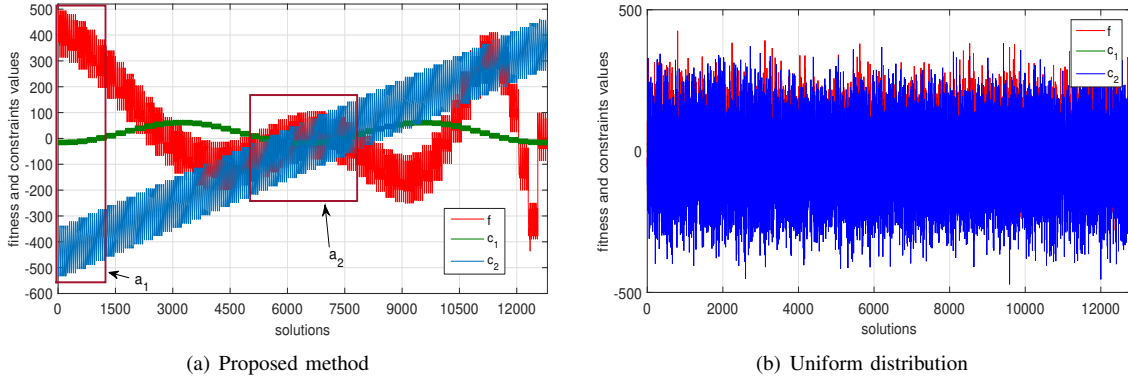 500
400
300
200
100
0
-100
-200
-300
-400
-500
-600
fitness and constraints values
0 1500 3000 4500 6000 7500 9000 10500 12000
solutions
a1
a2
f
c1
c2
(a) Proposed method
500
0
-500
fitness and constraints values
0 2000 4000 6000 8000 10000 12000
solutions
f
c1
c2
(b) Uniform distribution